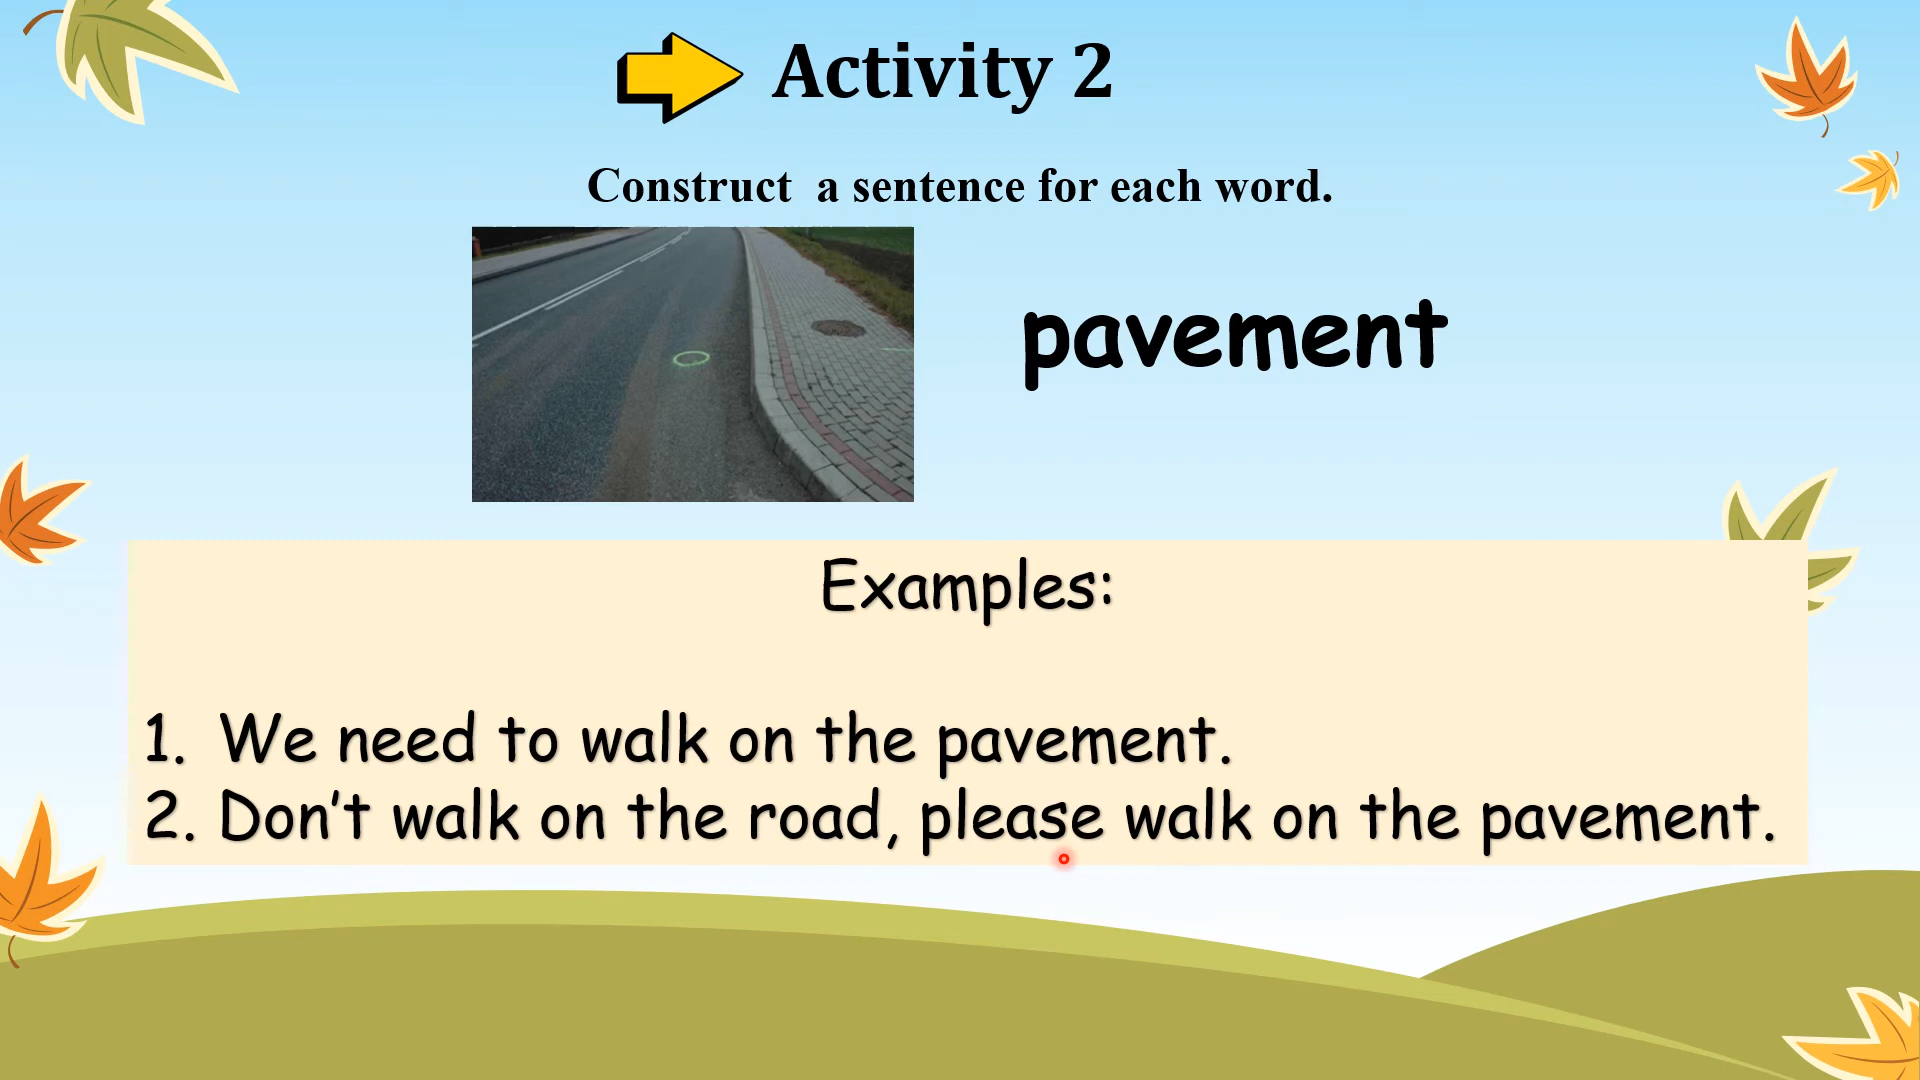 Activity 2
Construct  a sentence for each word.
pavement
Examples:
1. We need to walk on the pavement.
2. Don’t walk on the road, please walk on the pavement.